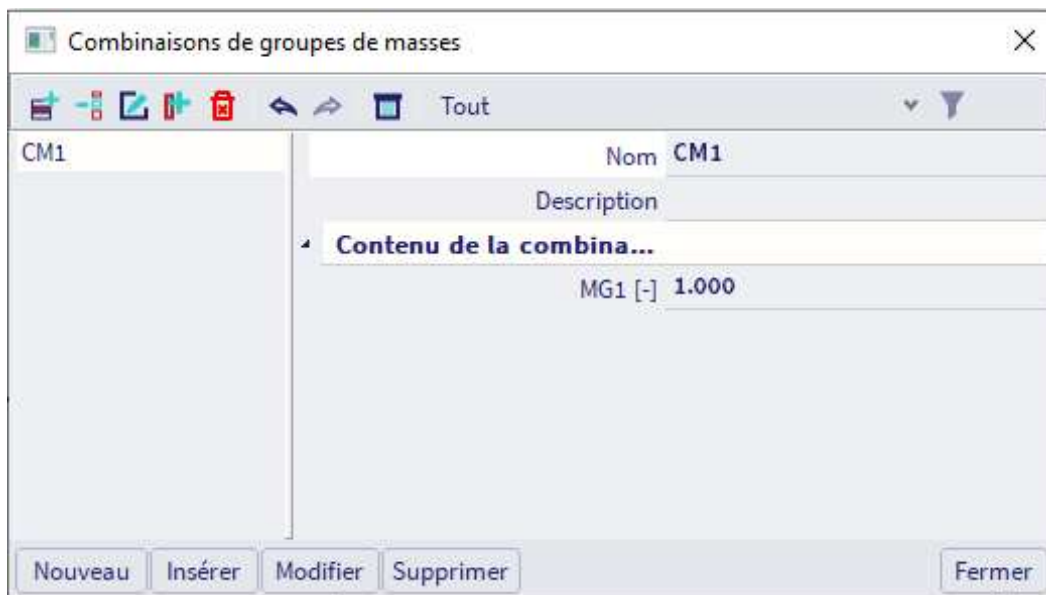 Combinaisons de groupes de masses
Tout
CM1
Nom CM1
Description
Contenu de la combina...
MG1 [-] 1.000
Nouveau Insérer Modifier Supprimer Fermer